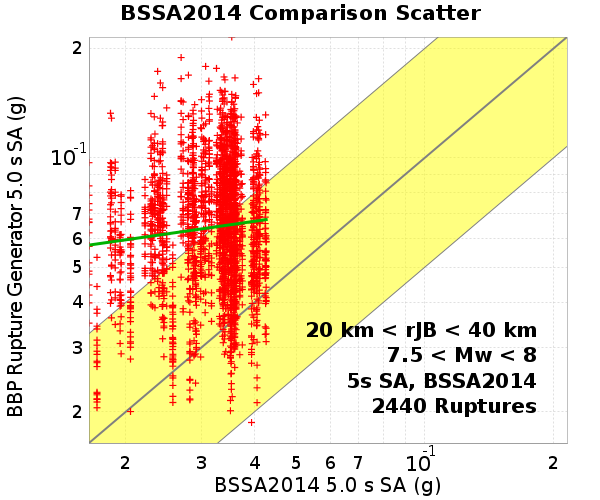 BSSA2014 Comparison Scatter
BBP Rupture Generator 5.0 s SA (g)
2
10⁻¹
7
6
5
4
3
2
20 km < rJB < 40 km
7.5 < Mw < 8
5s SA, BSSA2014
2440 Ruptures
2 3 4 5 6 7 10⁻¹ 2
BSSA2014 5.0 s SA (g)